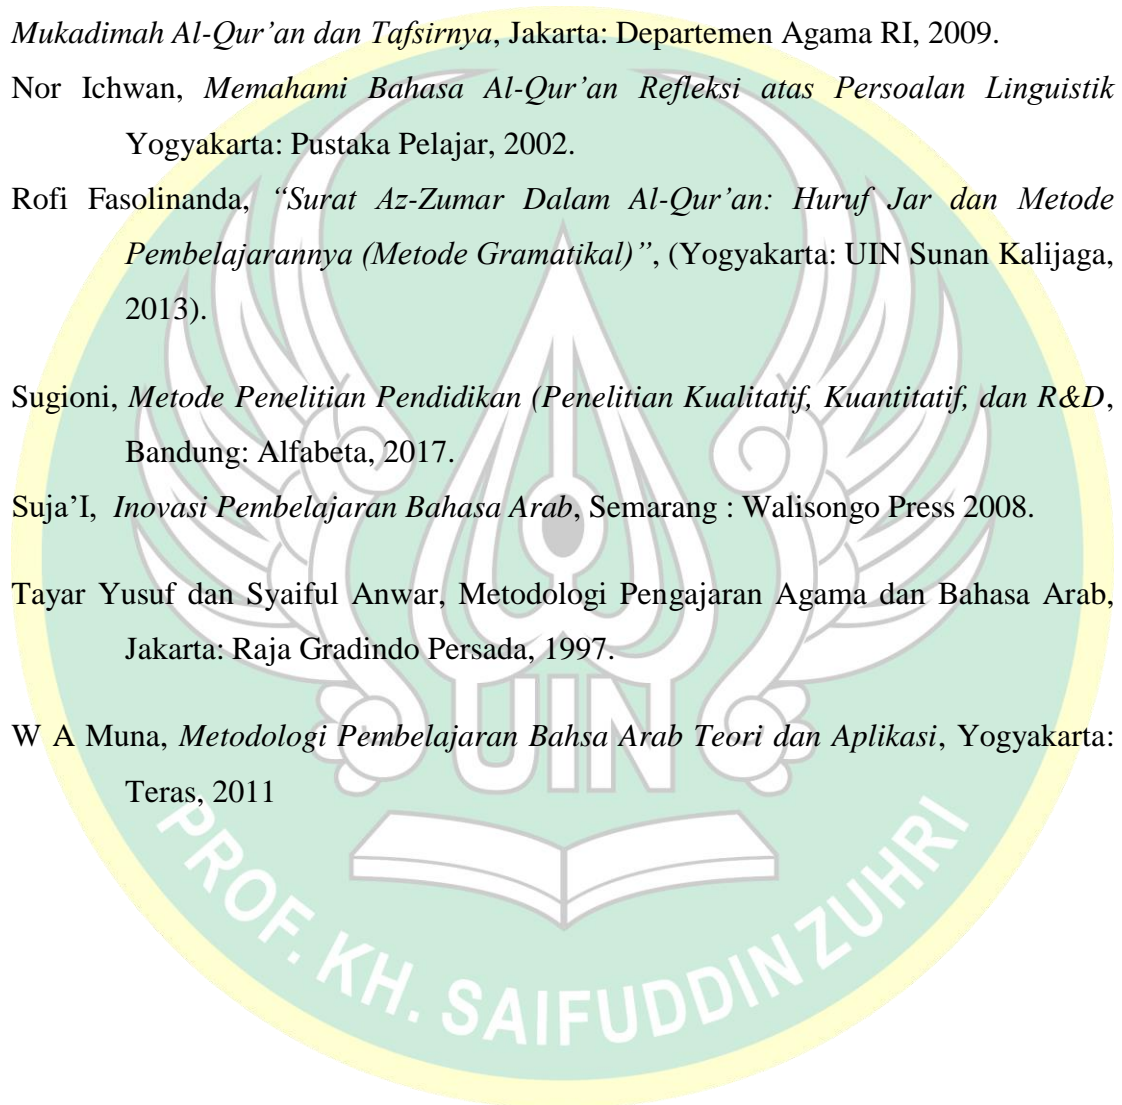 Mukadimah Al-Qur’an dan Tafsirnya, Jakarta: Departemen Agama RI, 2009.
Nor Ichwan, Memahami Bahasa Al-Qur’an Refleksi atas Persoalan Linguistik
Yogyakarta: Pustaka Pelajar, 2002.
Rofi Fasolinanda, “Surat Az-Zumar Dalam Al-Qur’an: Huruf Jar dan Metode
Pembelajarannya (Metode Gramatikal)”, (Yogyakarta: UIN Sunan Kalijaga,
2013).
Sugioni, Metode Penelitian Pendidikan (Penelitian Kualitatif, Kuantitatif, dan R&D,
Bandung: Alfabeta, 2017.
Suja’I, Inovasi Pembelajaran Bahasa Arab, Semarang : Walisongo Press 2008.
Tayar Yusuf dan Syaiful Anwar, Metodologi Pengajaran Agama dan Bahasa Arab,
Jakarta: Raja Gradindo Persada, 1997.
W A Muna, Metodologi Pembelajaran Bahsa Arab Teori dan Aplikasi, Yogyakarta:
Teras, 2011
UIN
PROF. KH. SAIFUDDIN ZUHRI